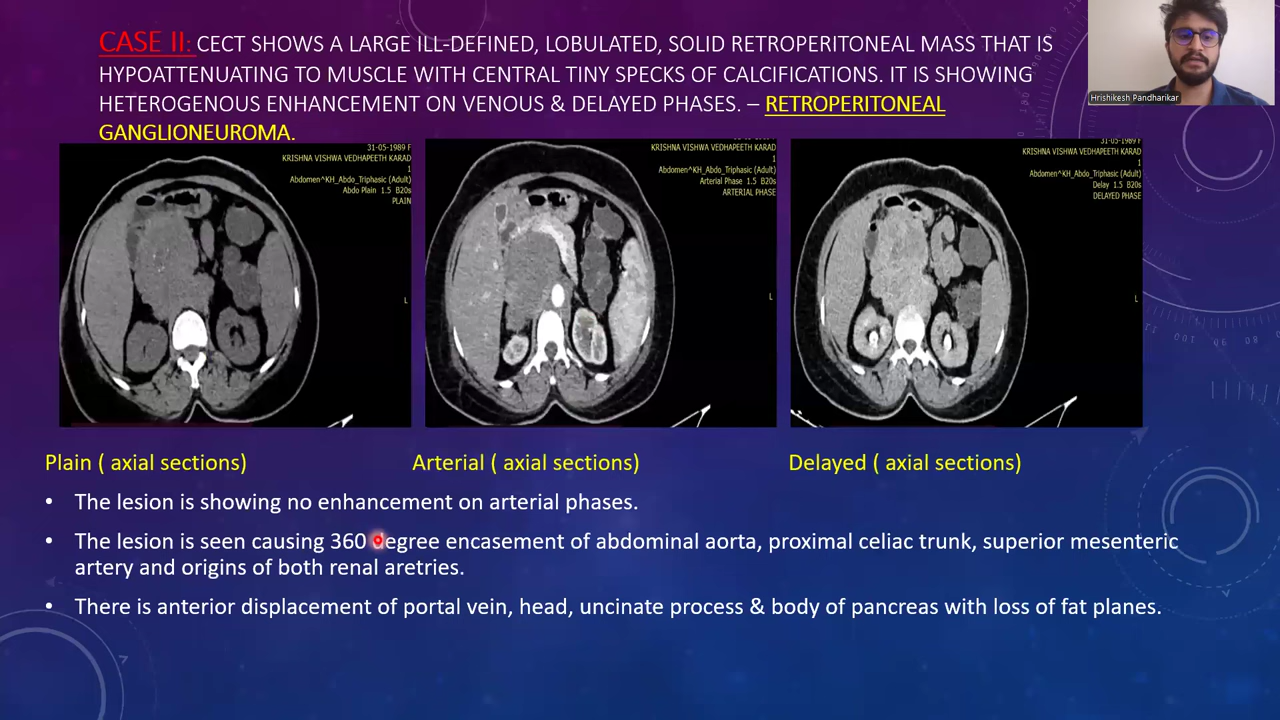 CASE II: CECT SHOWS A LARGE ILL-DEFINED, LOBULATED, SOLID RETROPERITONEAL MASS THAT IS
HYPOATTENUATING TO MUSCLE WITH CENTRAL TINY SPECKS OF CALCIFICATIONS. IT IS SHOWING
HETEROGENOUS ENHANCEMENT ON VENOUS & DELAYED PHASES. – RETROPERITONEAL
GANGLIONEUROMA.
Hrishikesh Pandharikar
31-05-1989 F
KRISHNA VISHWA VEDHAPEETH KARAD
1
Abdomen^KH_Abdo_Triphasic (Adult)
Abdo Plain 1.5 B20s
PLAIN
L
31-05-1989 F
KRISHNA VISHWA VEDHAPEETH KARAD
1
Abdomen^KH_Abdo_Triphasic (Adult)
Arterial Phase 1.5 B20s
ARTERIAL PHASE
L
31-05-1989 F
KRISHNA VISHWA VEDHAPEETH KARAD
1
Abdomen^KH_Abdo_Triphasic (Adult)
Delay 1.5 B20s
DELAYED PHASE
L
Plain ( axial sections)
Arterial ( axial sections)
Delayed ( axial sections)
• The lesion is showing no enhancement on arterial phases.
• The lesion is seen causing 360 degree encasement of abdominal aorta, proximal celiac trunk, superior mesenteric
artery and origins of both renal aretries.
• There is anterior displacement of portal vein, head, uncinate process & body of pancreas with loss of fat planes.